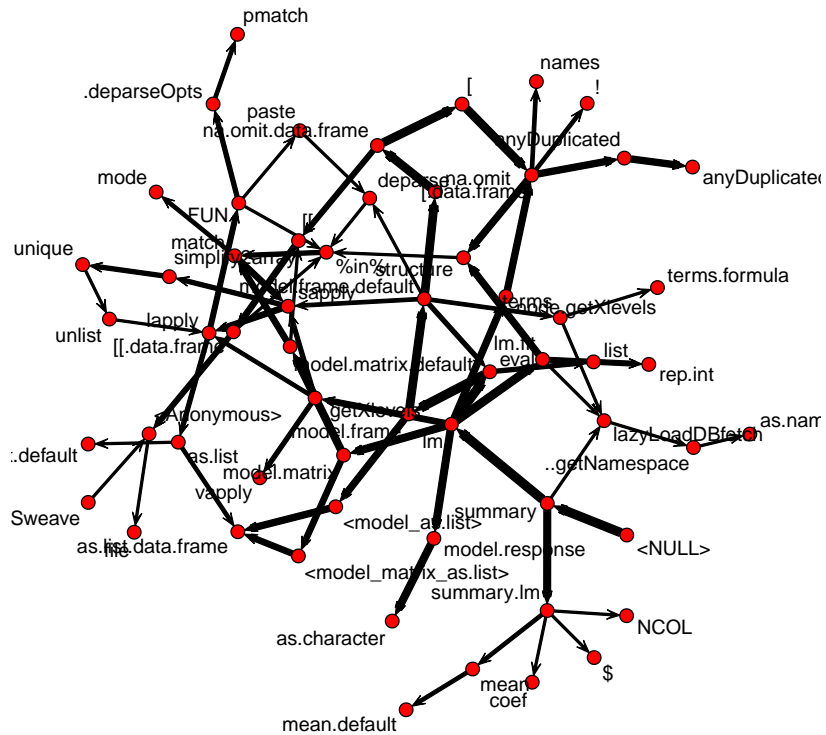 pmatch
names
!
[
.deparseOpts
paste
na.omit.data.frame
anyDuplicated
mode
deparse
na.omit
[.data.frame
anyDuplicated
FUN
[[
match
unique
simplify2array
%in%
structure
terms.formula
model.frame.default
sapply
terms
.getXlevels
unlist
lapply
[[.data.frame
lm.fit
eval
list
model.matrix.default
rep.int
<Anonymous>
.getXlevels
as.nam
model.frame
lm
lazyLoadDBfetch
t.default
as.list
..getNamespace
model.matrix
vapply
Sweave
summary
<model_as.list>
file
as.list.data.frame
model.response
<NULL>
<model_matrix_as.list>
summary.lm
as.character
NCOL
$
mean
coef
mean.default